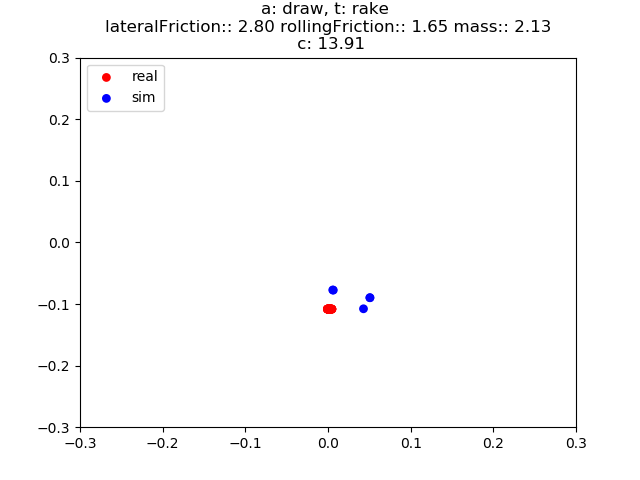 a: draw, t: rake
lateralFriction:: 2.80 rollingFriction:: 1.65 mass:: 2.13
c: 13.91
real
sim
0.3
0.2
0.1
0.0
−0.1
−0.2
−0.3
−0.3 −0.2 −0.1 0.0 0.1 0.2 0.3